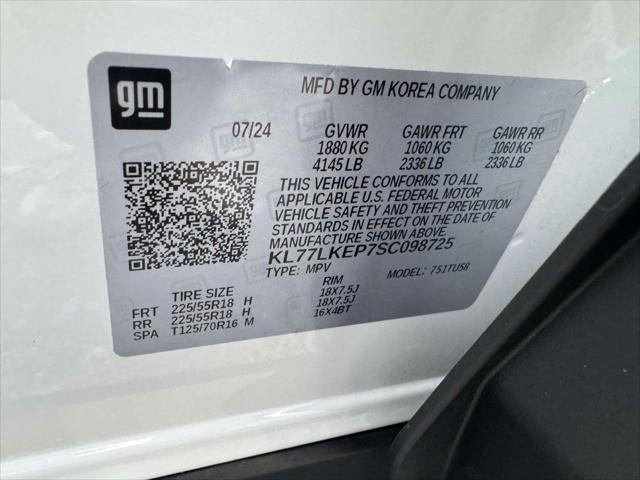 gm
MFD BY GM KOREA COMPANY
07/24 GVWR GAWR FRT GAWR RR
1880 KG 1060 KG 1060 KG
4145 LB 2336 LB 2336 LB
THIS VEHICLE CONFORMS TO ALL
APPLICABLE U.S. FEDERAL MOTOR
VEHICLE SAFETY AND THEFT PREVENTION
STANDARDS IN EFFECT ON THE DATE OF
MANUFACTURE SHOWN ABOVE.
KL77LKEP7SC098725
TYPE: MPV MODEL: 751TU58
TIRE SIZE RIM
FRT 225/55R18 H 18X7.5J
RR 225/55R18 H 18X7.5J
SPA T125/70R16 M 16X4BT